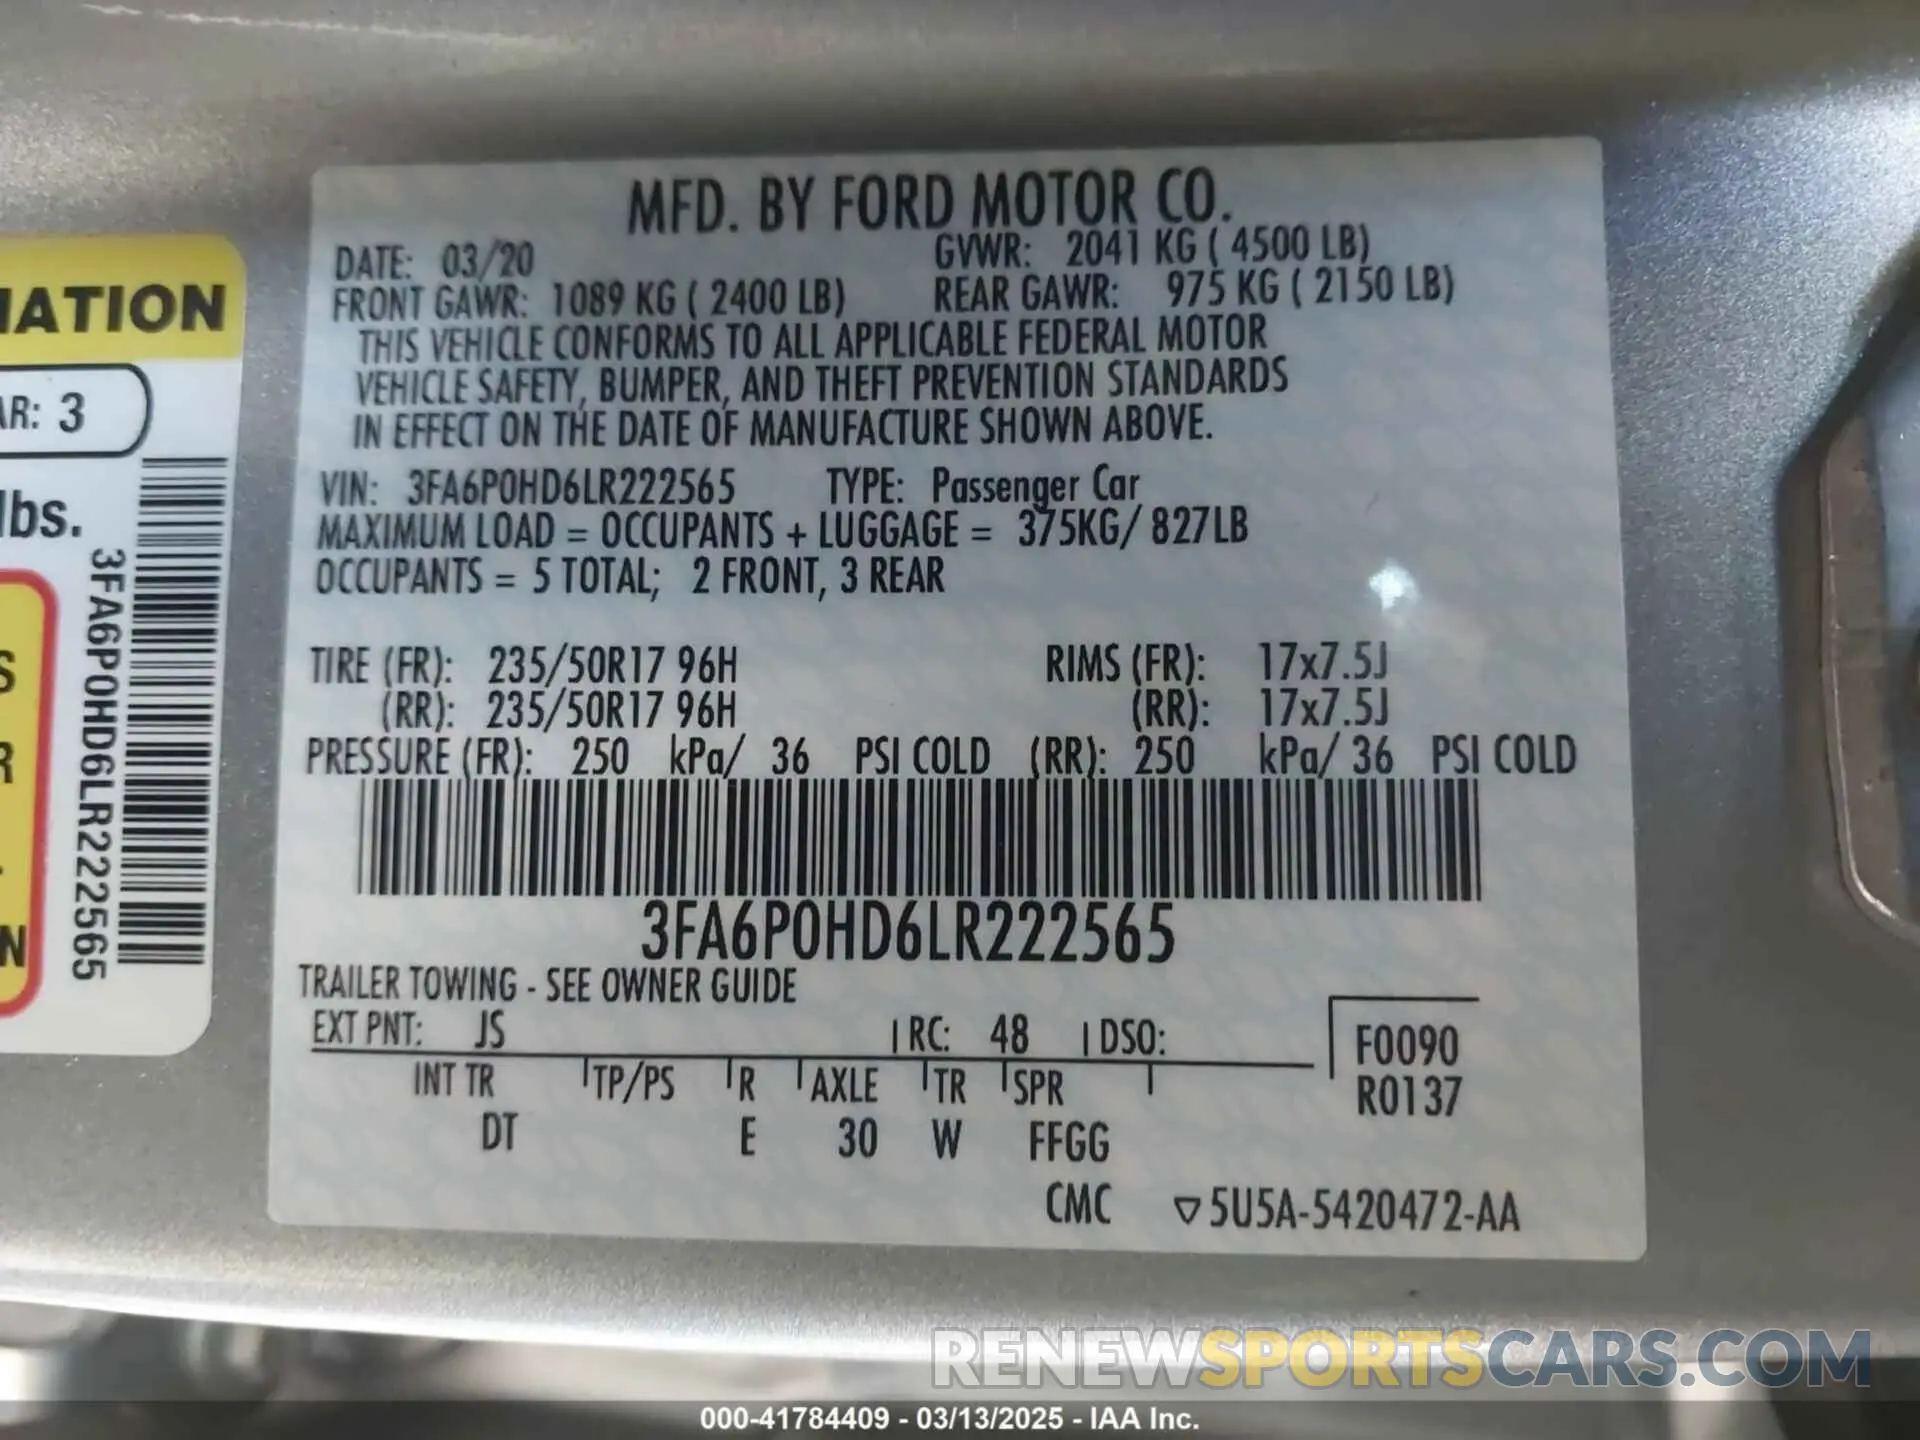 MFD. BY FORD MOTOR CO.
DATE: 03/20 GVWR: 2041 KG ( 4500 LB)
FRONT GAWR: 1089 KG ( 2400 LB) REAR GAWR: 975 KG ( 2150 LB)
THIS VEHICLE CONFORMS TO ALL APPLICABLE FEDERAL MOTOR
VEHICLE SAFETY, BUMPER, AND THEFT PREVENTION STANDARDS
IN EFFECT ON THE DATE OF MANUFACTURE SHOWN ABOVE.
VIN: 3FA6P0HD6LR222565 TYPE: Passenger Car
MAXIMUM LOAD = OCCUPANTS + LUGGAGE = 375KG/ 827LB
OCCUPANTS = 5 TOTAL; 2 FRONT, 3 REAR
TIRE (FR): 235/50R17 96H RIMS (FR): 17x7.5J
(RR): 235/50R17 96H (RR): 17x7.5J
PRESSURE (FR): 250 kPa/ 36 PSI COLD (RR): 250 kPa/ 36 PSI COLD
3FA6P0HD6LR222565
TRAILER TOWING - SEE OWNER GUIDE
EXT PNT: JS RC: 48 DSO:
F0090
R0137
INT TR TP/PS R AXLE TR SPR
DT E 30 W FFGG
CMC ▽5U5A-5420472-AA
MATION
AR: 3
lbs.
3FA6P0HD6LR222565
S
R
N
RENEWSPORTSCARS.COM
000-41784409 - 03/13/2025 - IAA Inc.